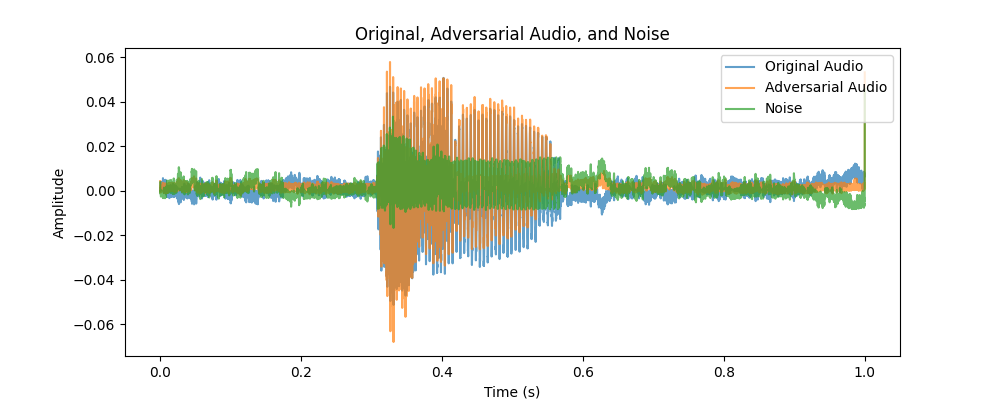 Original, Adversarial Audio, and Noise
Original Audio
Adversarial Audio
Noise
0.06
0.04
0.02
0.00
−0.02
−0.04
−0.06
Amplitude
0.0 0.2 0.4 0.6 0.8 1.0
Time (s)